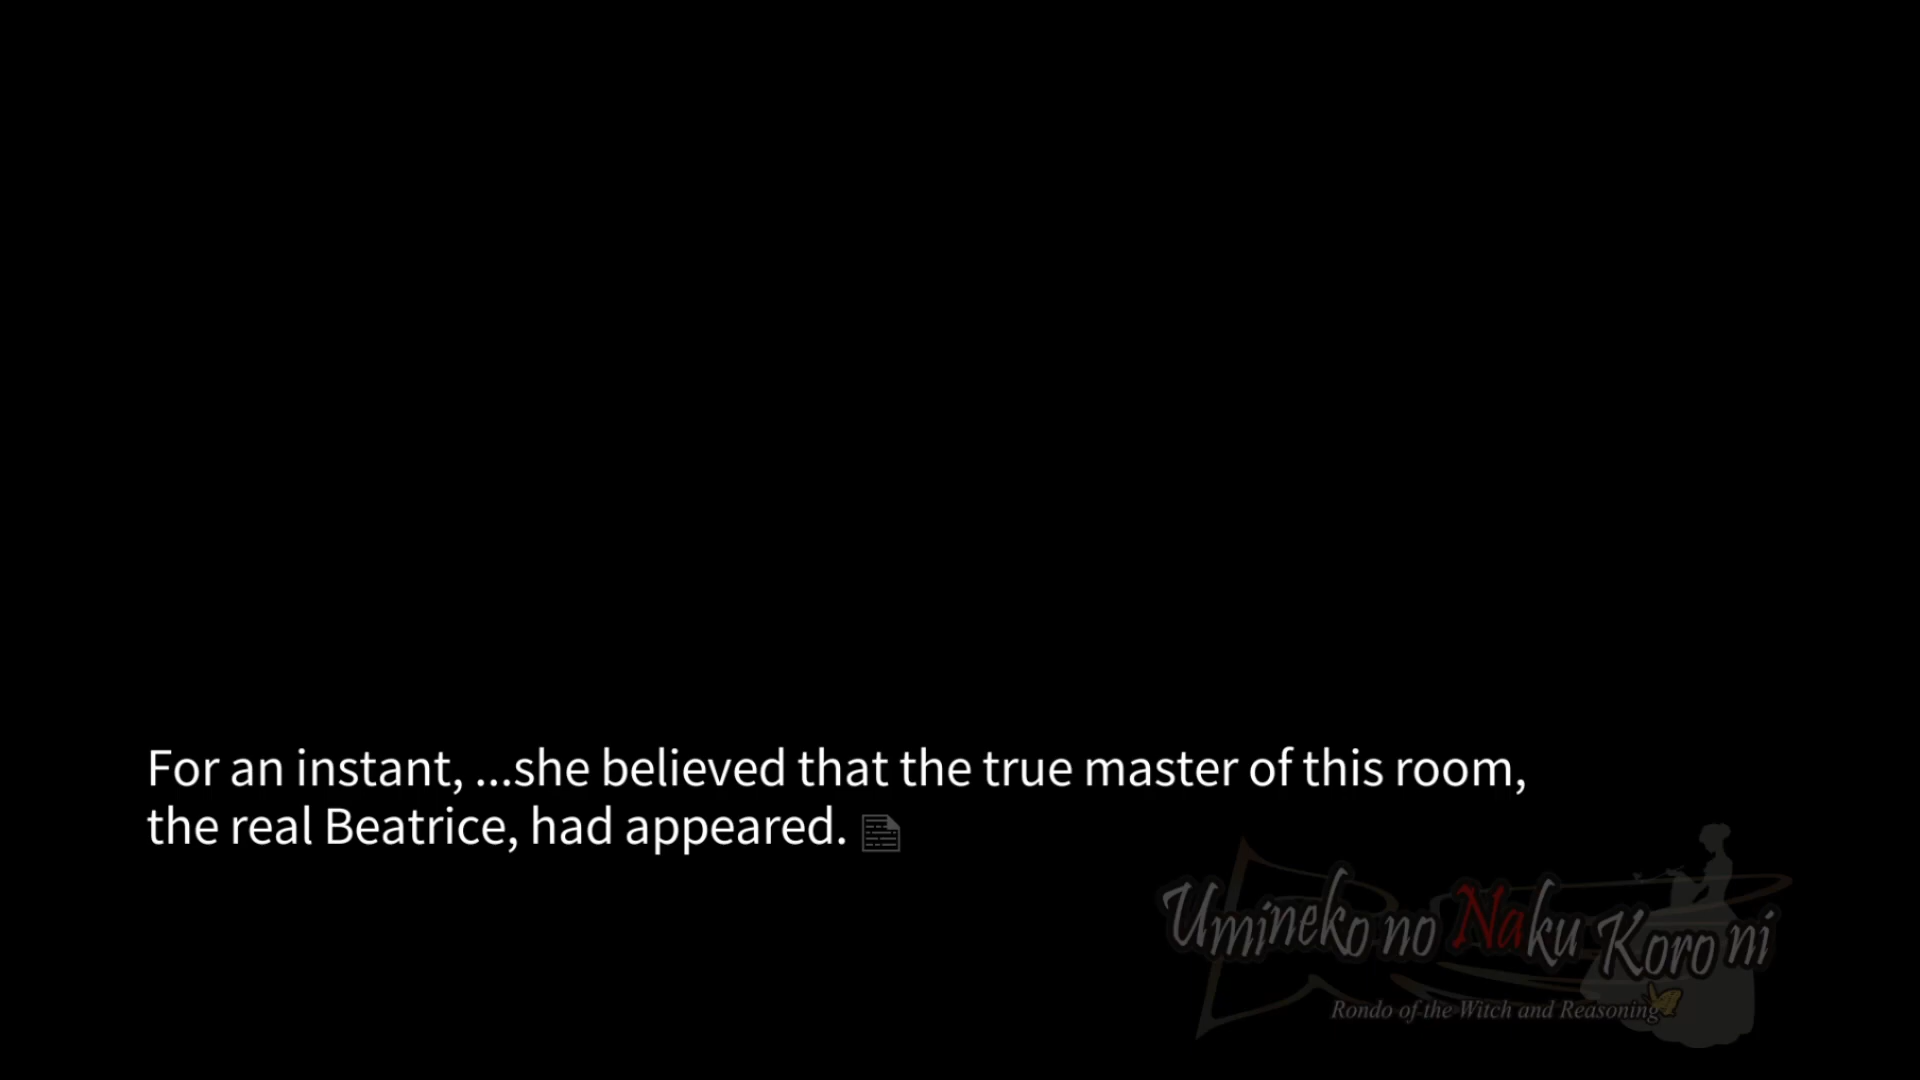 For an instant, ...she believed that the true master of this room,
the real Beatrice, had appeared.
Umineko no Naku Koro ni
Rondo of the Witch and Reasoning